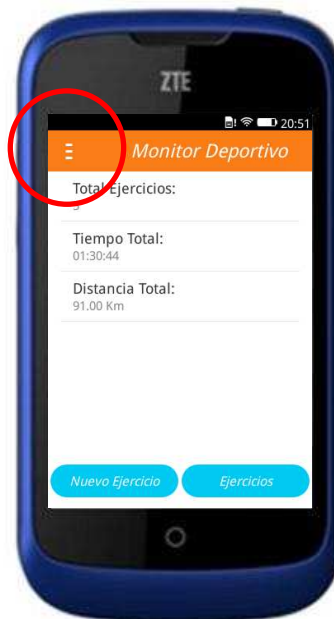 ZTE
20:51
Monitor Deportivo
Total Ejercicios:
Tiempo Total:
01:30:44
Distancia Total:
91.00 Km
Nuevo Ejercicio
Ejercicios